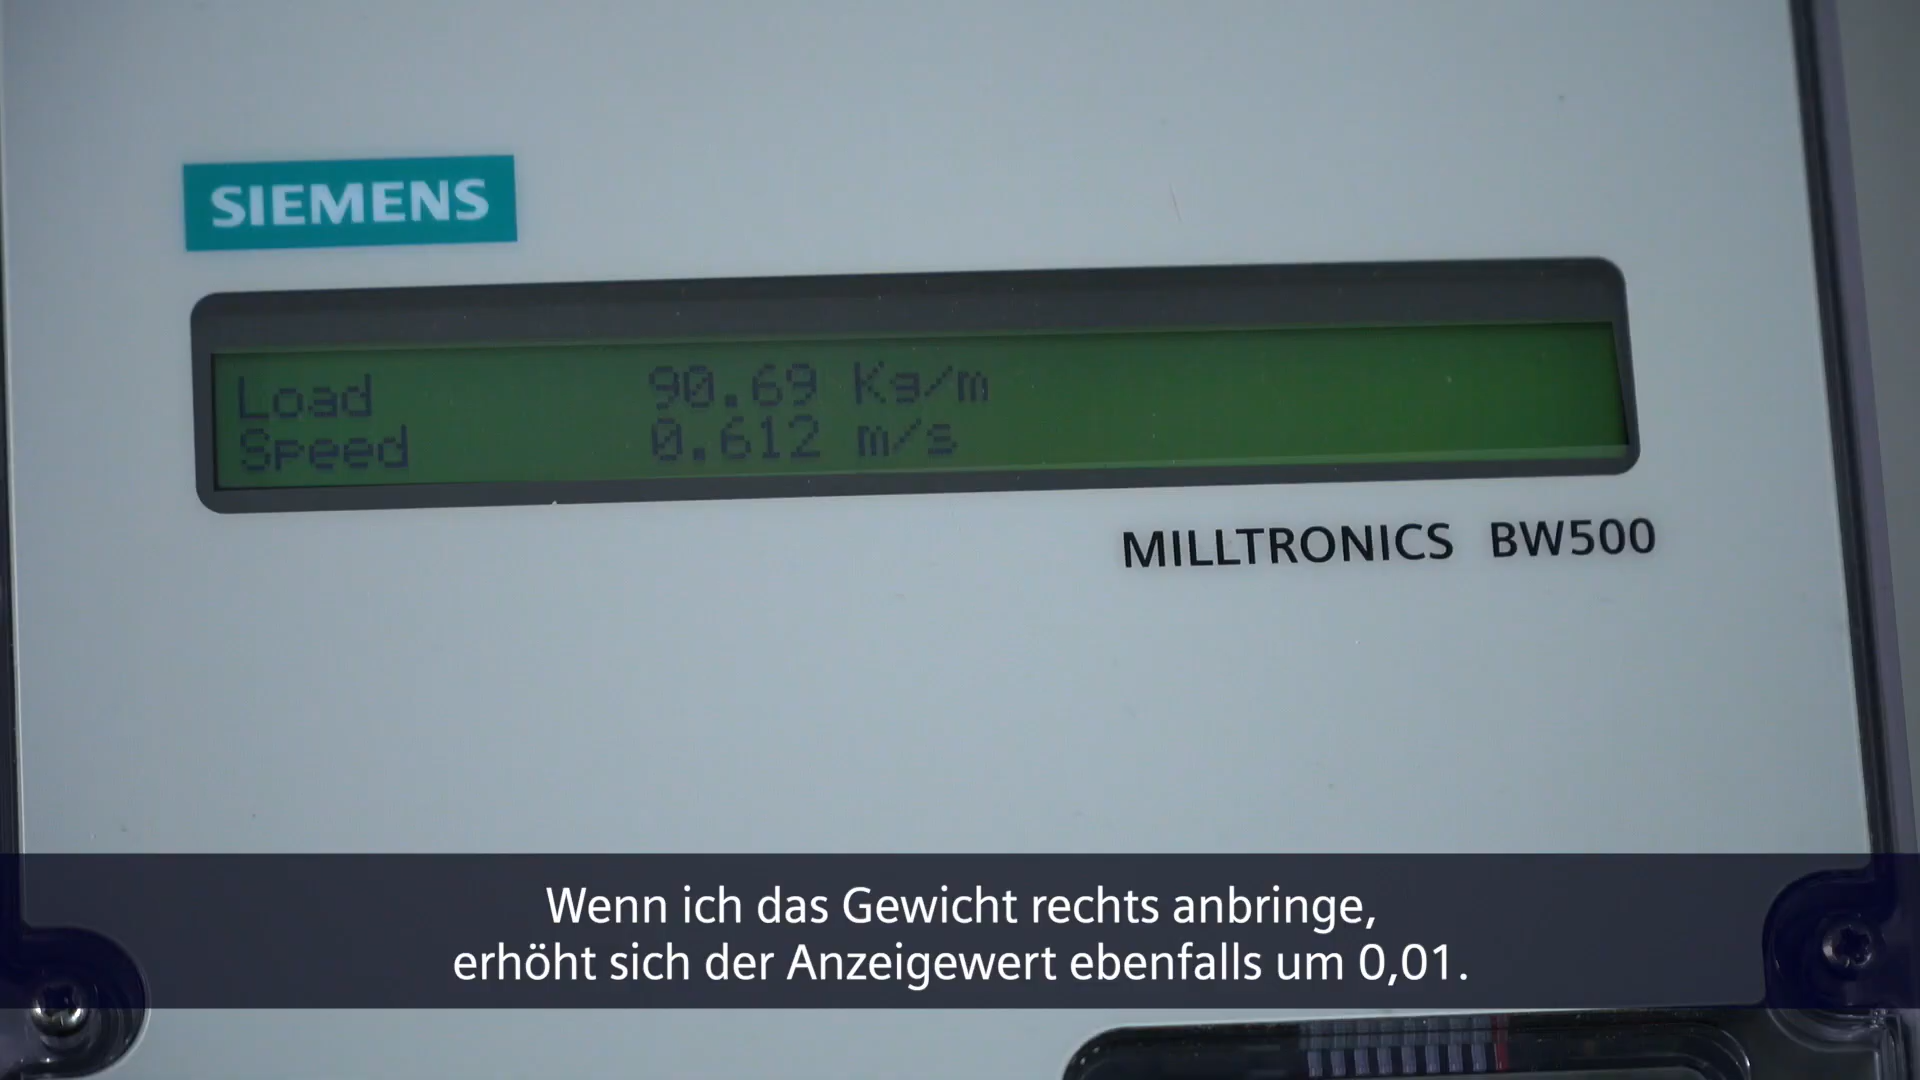 SIEMENS
Load 90.69 Kg/m
Speed 0.612 m/s
MILLTRONICS BW500
Wenn ich das Gewicht rechts anbringe,
erhöht sich der Anzeigewert ebenfalls um 0,01.